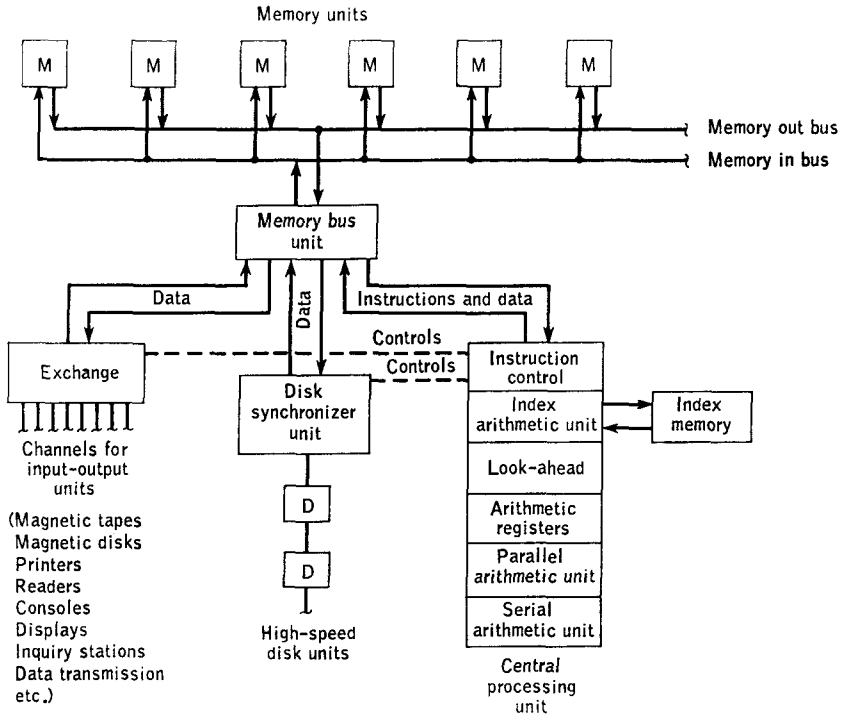 Memory units
M M M M M M
Memory out bus
Memory in bus
Memory bus
unit
Data
Data
Instructions and data
Controls
Controls
Exchange
Channels for
input-output
units
(Magnetic tapes
Magnetic disks
Printers
Readers
Consoles
Displays
Inquiry stations
Data transmission
etc.)
Disk
synchronizer
unit
D
D
High-speed
disk units
Instruction
control
Index
arithmetic unit
Look-ahead
Arithmetic
registers
Parallel
arithmetic unit
Serial
arithmetic unit
Central
processing
unit
Index
memory